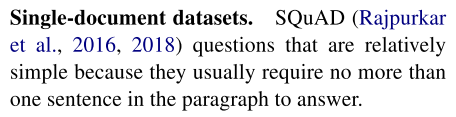 Single-document datasets. SQuAD (Rajpurkar
et al., 2016, 2018) questions that are relatively
simple because they usually require no more than
one sentence in the paragraph to answer.